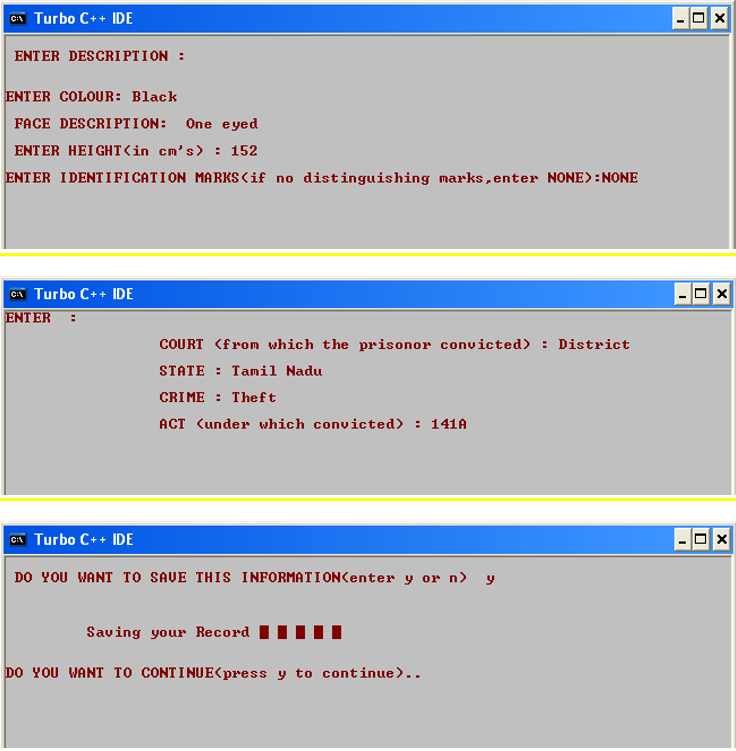 Turbo C++ IDE
ENTER DESCRIPTION :
ENTER COLOUR: Black
FACE DESCRIPTION:  One eyed
ENTER HEIGHT(in cm's) : 152
ENTER IDENTIFICATION MARKS(if no distinguishing marks,enter NONE):NONE
Turbo C++ IDE
ENTER  :
COURT (from which the prisonor convicted) : District
STATE : Tamil Nadu
CRIME : Theft
ACT (under which convicted) : 141A
Turbo C++ IDE
DO YOU WANT TO SAVE THIS INFORMATION(enter y or n)  y
Saving your Record
DO YOU WANT TO CONTINUE(press y to continue)..